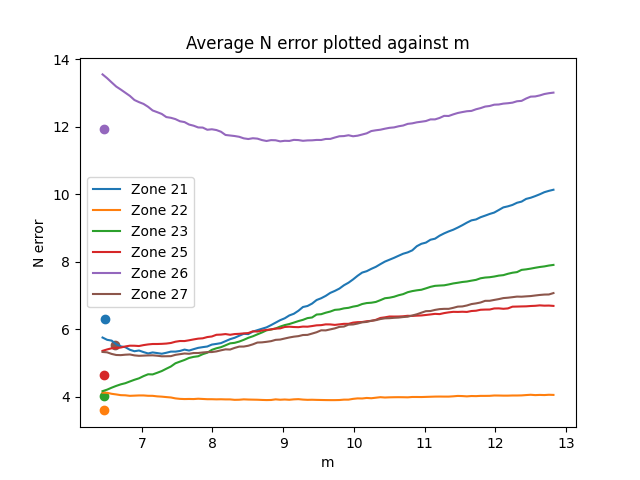 Average N error plotted against m
N error
14
12
10
8
6
4
Zone 21
Zone 22
Zone 23
Zone 25
Zone 26
Zone 27
7 8 9 10 11 12 13
m